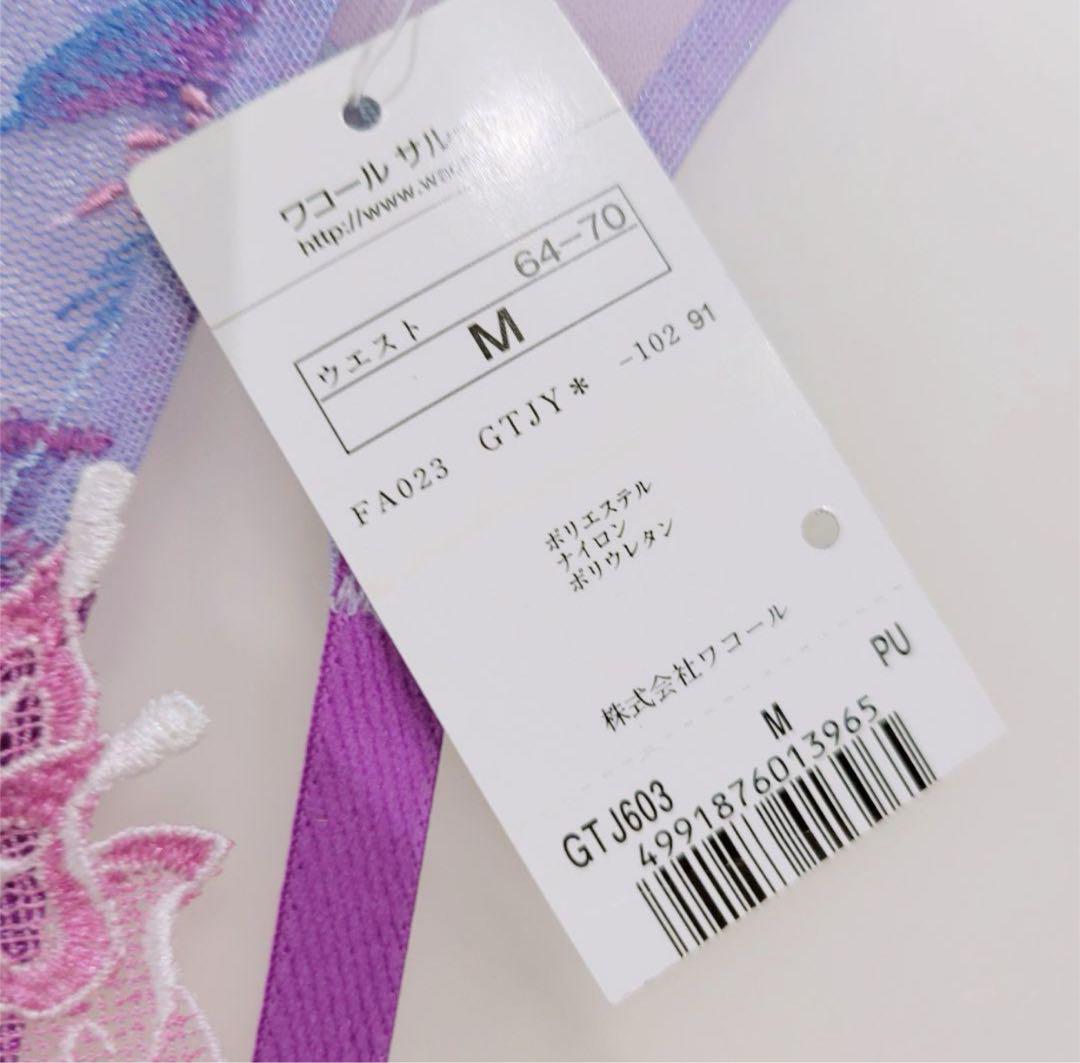 ワコール サル
http://www.wa
ウエスト 64-70
M
FA023 GTJY* -102 91
ポリエステル
ナイロン
ポリウレタン
株式会社ワコール
PU
GTJ603 M
4991876013965